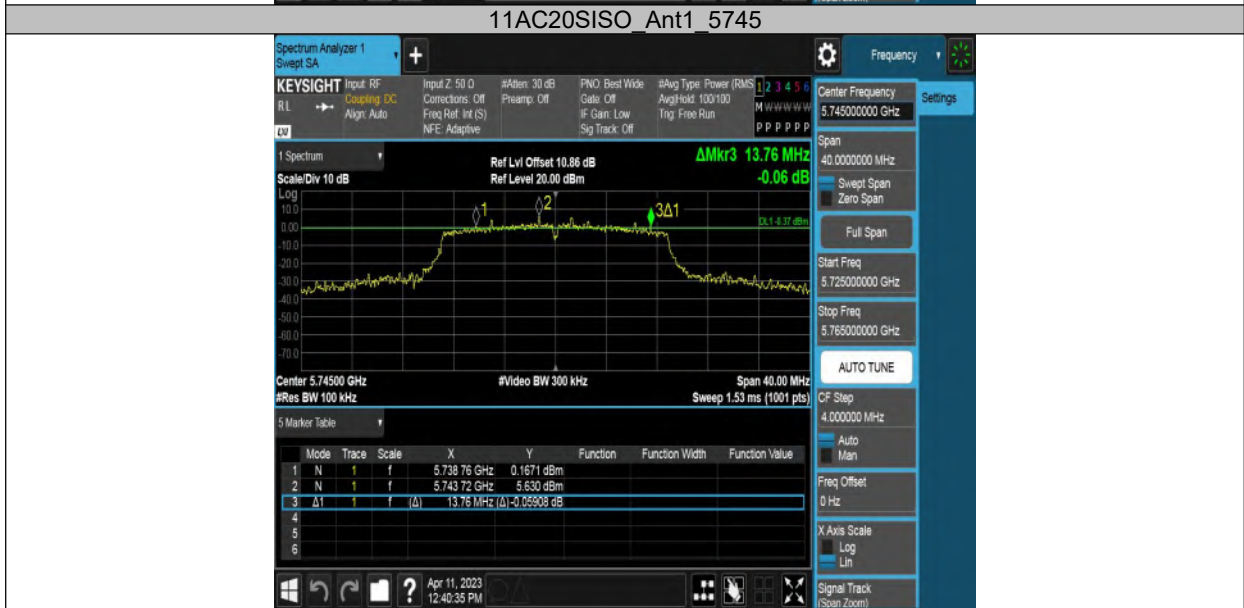 11AC20SISO_Ant1_5745
Spectrum Analyzer 1
Swept SA
+
Frequency
KEYSIGHT
R L
LXI
Input: RF
Coupling: DC
Align: Auto
Input Z: 50 Ω
Corrections: Off
Freq Ref: Int (S)
NFE: Adaptive
#Atten: 30 dB
Preamp: Off
PNO: Best Wide
Gate: Off
IF Gain: Low
Sig Track: Off
#Avg Type: Power (RMS
Avg|Hold: 100/100
Trig: Free Run
1 2 3 4 5 6
M W W W W W
P P P P P P
Center Frequency
5.745000000 GHz
Settings
Span
40.0000000 MHz
Swept Span
Zero Span
Full Span
Start Freq
5.725000000 GHz
Stop Freq
5.765000000 GHz
AUTO TUNE
CF Step
4.000000 MHz
Auto
Man
Freq Offset
0 Hz
X Axis Scale
Log
Lin
Signal Track
(Span Zoom)
1 Spectrum
Scale/Div 10 dB
Ref Lvl Offset 10.86 dB
Ref Level 20.00 dBm
ΔMkr3 13.76 MHz
-0.06 dB
Log
10.0
0.00
-10.0
-20.0
-30.0
-40.0
-50.0
-60.0
-70.0
1
2
3Δ1
DL1 -0.37 dBm
Center 5.74500 GHz
#Video BW 300 kHz
Span 40.00 MHz
#Res BW 100 kHz
Sweep 1.53 ms (1001 pts)
5 Marker Table
Mode Trace Scale X Y Function Function Width Function Value
1 N 1 f 5.738 76 GHz 0.1671 dBm
2 N 1 f 5.743 72 GHz 5.630 dBm
3 Δ1 1 f (Δ) 13.76 MHz (Δ) -0.05908 dB
4
5
6
?
Apr 11, 2023
12:40:35 PM